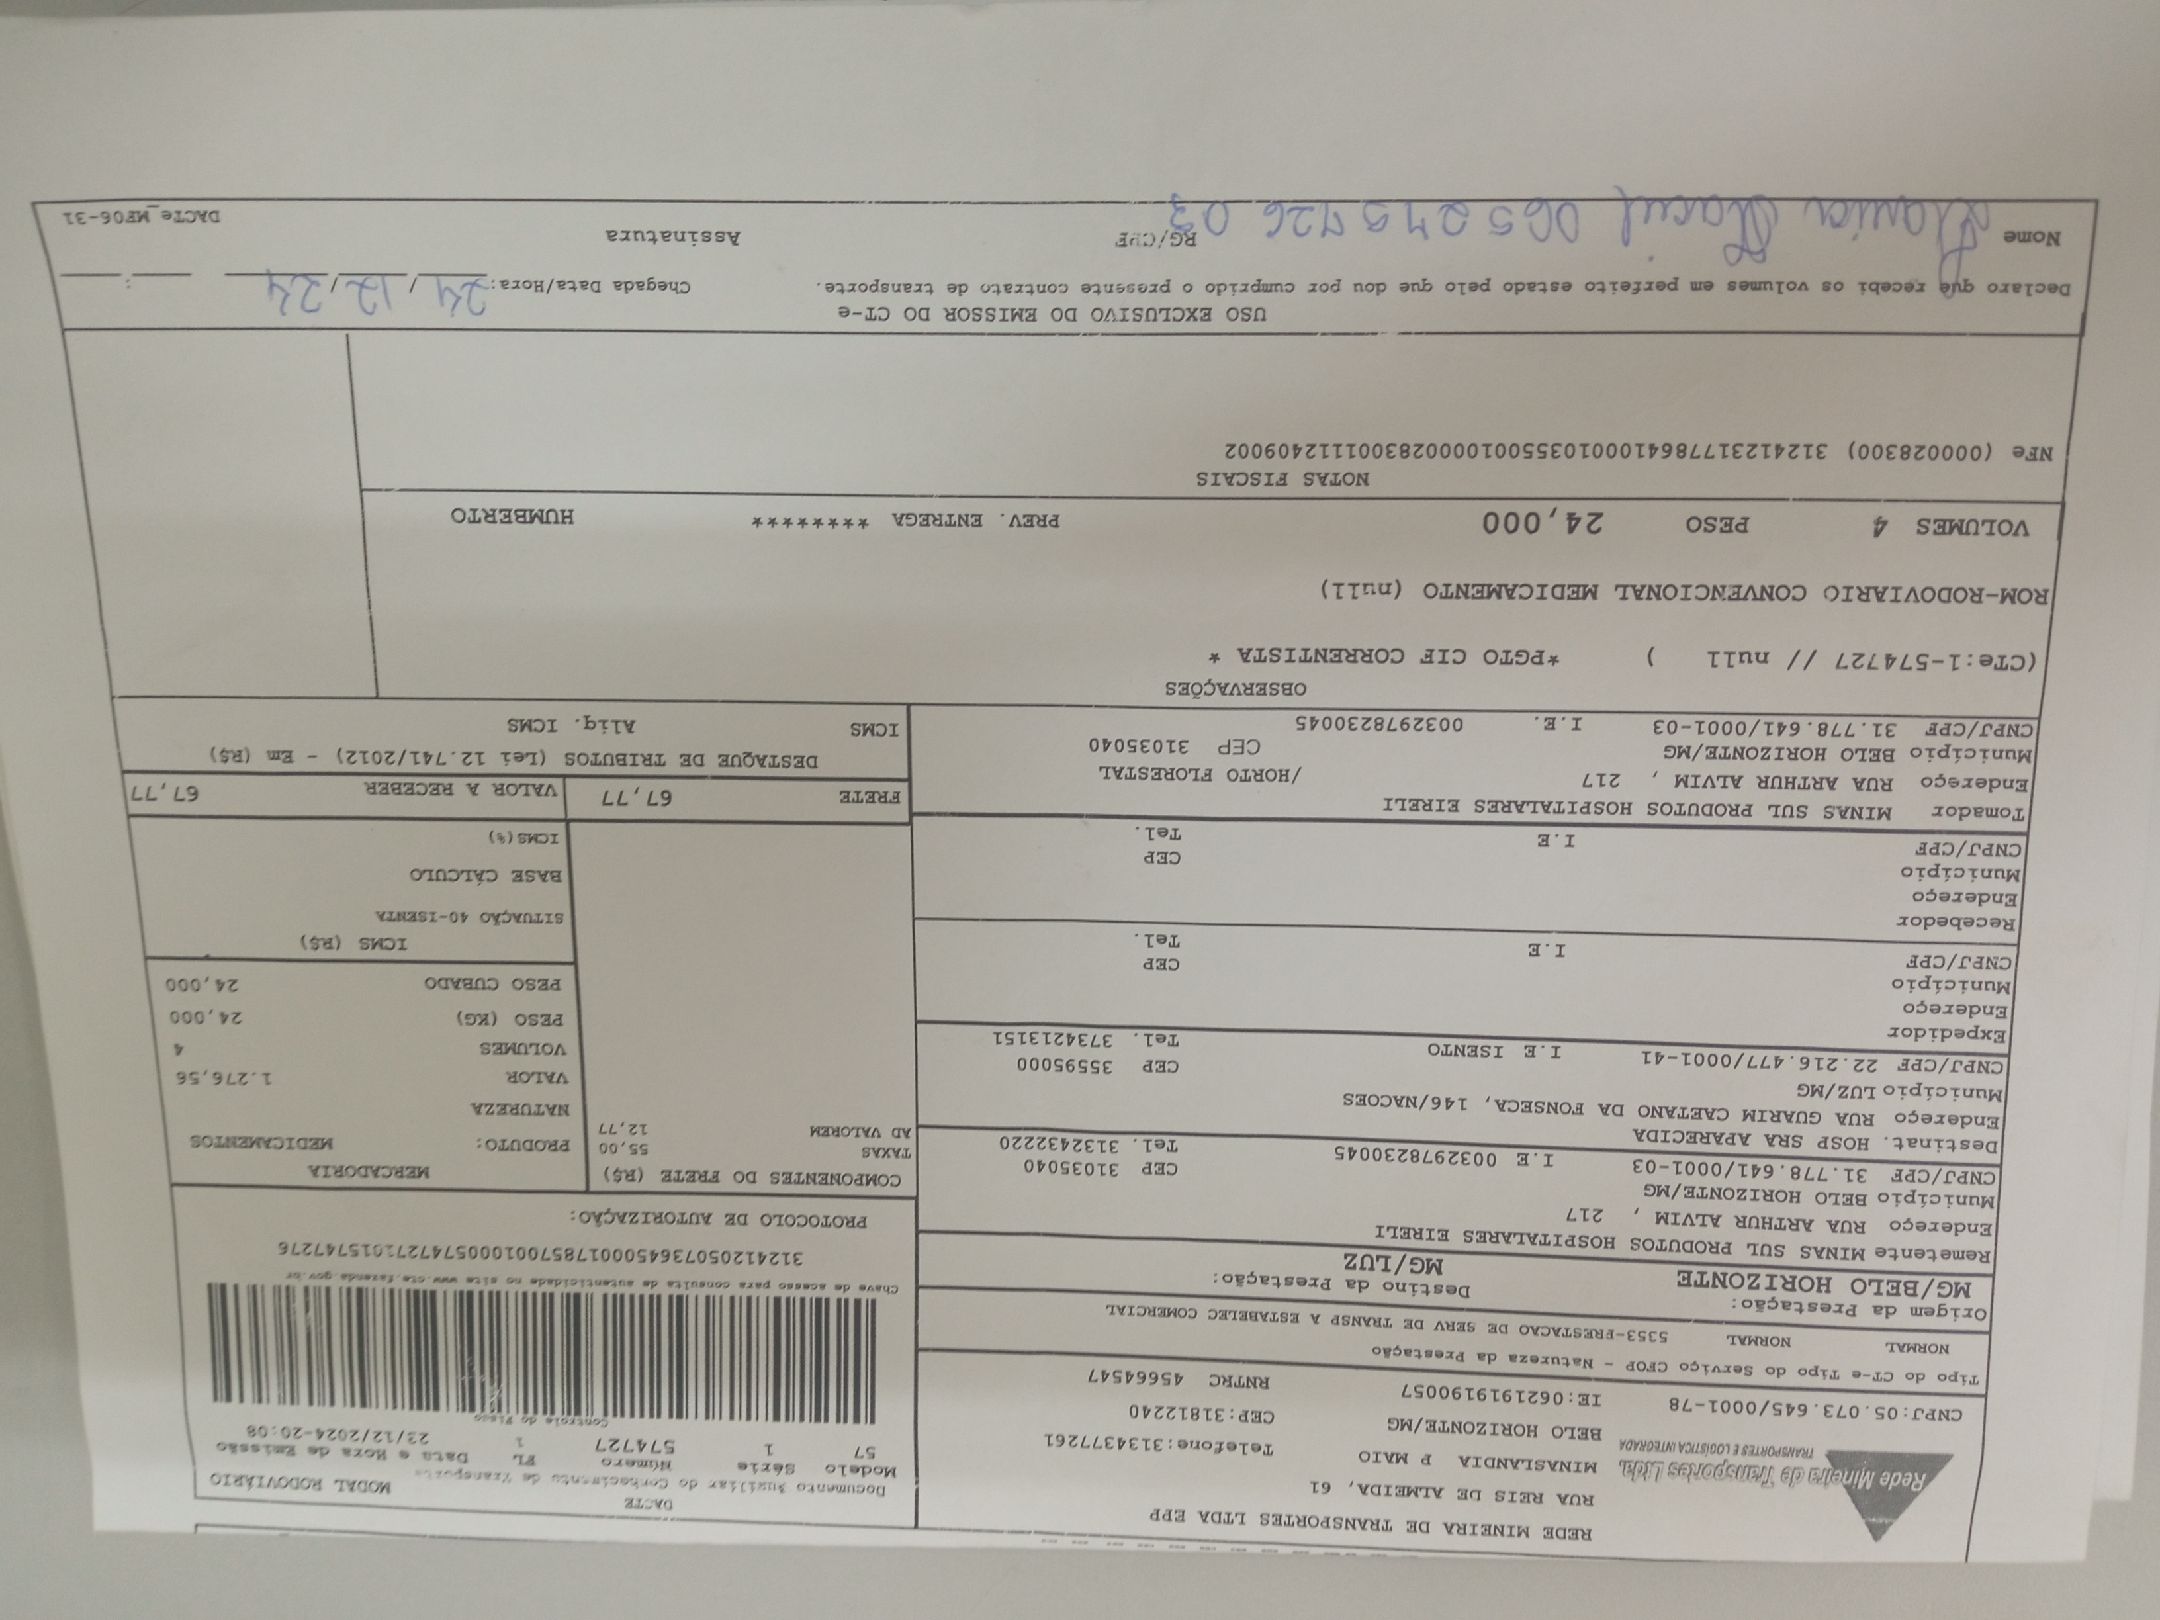 REDE MINEIRA DE TRANSPORTES LTDA EPP
RUA REIS DE ALMEIDA, 61
Rede Mineira de Transportes Ltda.
TRANSPORTES E LOGÍSTICA INTEGRADA
MINASLANDIA P MAIO Telefone:3134377261
BELO HORIZONTE/MG CEP:31812240
CNPJ:05.073.645/0001-78 IE:0621919190057 RNTRC 45664547
DACTE
Documento Auxiliar do Conhecimento de Transporte MODAL RODOVIÁRIO
Modelo Série Número FL Data e Hora de Emissão
57 1 574727 1 23/12/2024-20:08
Controle do Fisco
Tipo do CT-e Tipo do Serviço CFOP - Natureza da Prestação
NORMAL NORMAL 5353-PRESTACAO DE SERV DE TRANSP A ESTABELEC COMERCIAL
Origem da Prestação: Destino da Prestação:
MG/BELO HORIZONTE MG/LUZ
Chave de acesso para consulta de autenticidade no site www.cte.fazenda.gov.br
31241205073645000178570010005747271015747276
PROTOCOLO DE AUTORIZAÇÃO:
Remetente MINAS SUL PRODUTOS HOSPITALARES EIRELI
Endereço RUA ARTHUR ALVIM , 217
Município BELO HORIZONTE/MG CEP 31035040
CNPJ/CPF 31.778.641/0001-03 I.E 0032978230045 Tel. 3132432220
Destinat. HOSP SRA APARECIDA
Endereço RUA GUARIM CAETANO DA FONSECA, 146/NACOES
Município LUZ/MG CEP 35595000
CNPJ/CPF 22.216.477/0001-41 I.E ISENTO Tel. 3734213151
Expedidor
Endereço
Município CEP
CNPJ/CPF I.E Tel.
Recebedor
Endereço
Município CEP
CNPJ/CPF I.E Tel.
Tomador MINAS SUL PRODUTOS HOSPITALARES EIRELI
Endereço RUA ARTHUR ALVIM , 217 /HORTO FLORESTAL
Município BELO HORIZONTE/MG CEP 31035040
CNPJ/CPF 31.778.641/0001-03 I.E. 0032978230045
COMPONENTES DO FRETE (R$)
TAXAS 55,00
AD VALOREM 12,77
MERCADORIA
PRODUTO: MEDICAMENTOS
NATUREZA
VALOR 1.276,56
VOLUMES 4
PESO (KG) 24,000
PESO CUBADO 24,000
ICMS (R$)
SITUAÇÃO 40-ISENTA
BASE CÁLCULO
ICMS(%)
FRETE 67,77 VALOR A RECEBER 67,77
DESTAQUE DE TRIBUTOS (Lei 12.741/2012) - Em (R$)
ICMS Aliq. ICMS
OBSERVAÇÕES
(CTe:1-574727 // null ) *PGTO CIF CORRENTISTA *
ROM-RODOVIARIO CONVENCIONAL MEDICAMENTO (null)
VOLUMES 4 PESO 24,000 PREV. ENTREGA ********* HUMBERTO
NOTAS FISCAIS
NFe (000028300) 31241231778641000103550010000283001112409002
USO EXCLUSIVO DO EMISSOR DO CT-e
Declaro que recebi os volumes em perfeito estado pelo que dou por cumprido o presente contrato de transporte. Chegada Data/Hora: 24/12/24 :
Nome RG/CPF Assinatura
DACTe_MF06-31